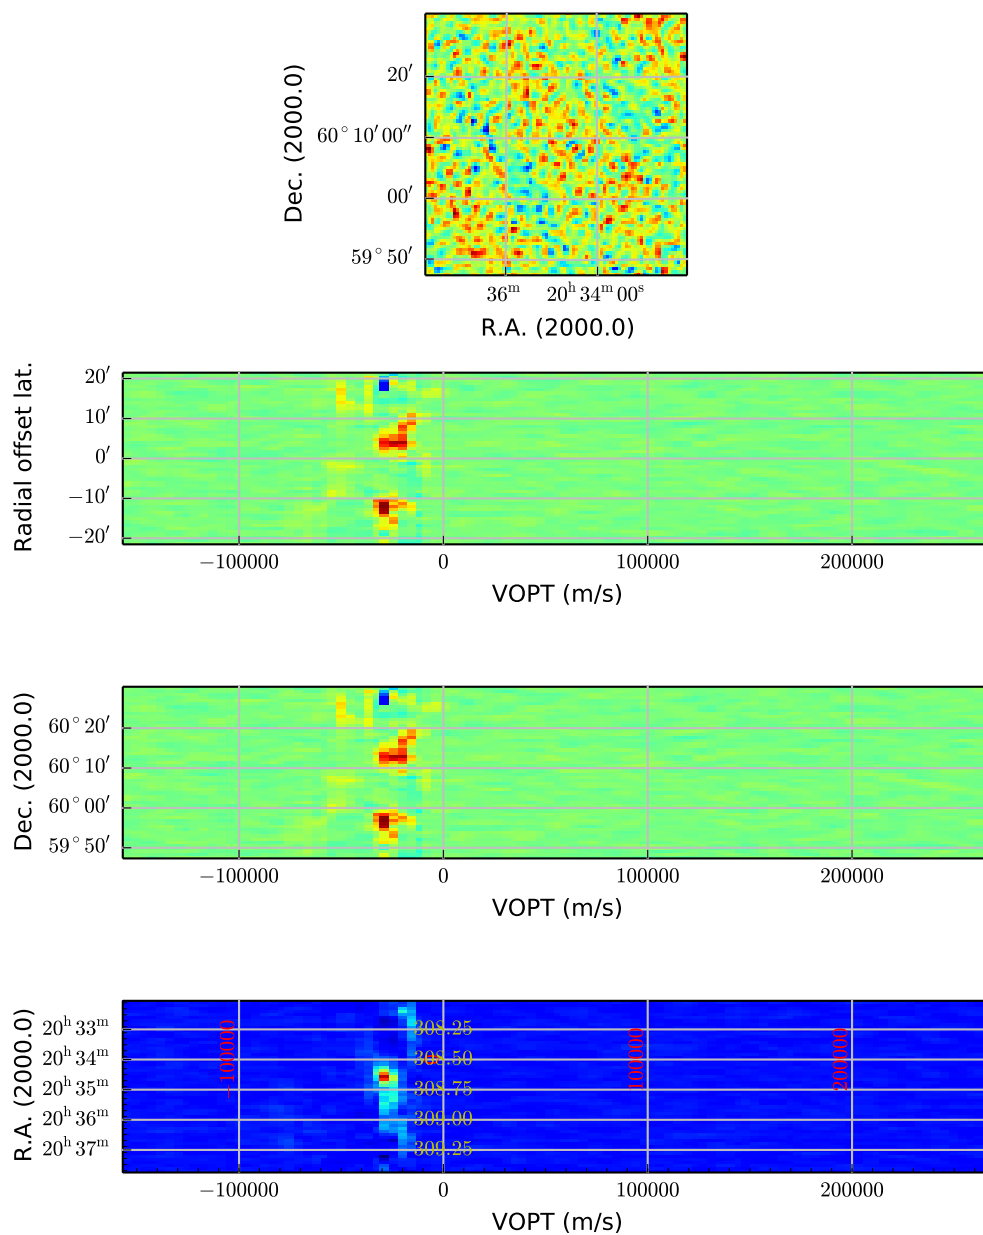 20′
60° 10′ 00″
00′
59° 50′
Dec. (2000.0)
36ᵐ 20ʰ 34ᵐ 00ˢ
R.A. (2000.0)
20′
10′
0′
−10′
−20′
Radial offset lat.
−100000 0 100000 200000
VOPT (m/s)
60° 20′
60° 10′
60° 00′
59° 50′
Dec. (2000.0)
−100000 0 100000 200000
VOPT (m/s)
20ʰ 33ᵐ
20ʰ 34ᵐ
20ʰ 35ᵐ
20ʰ 36ᵐ
20ʰ 37ᵐ
R.A. (2000.0)
308.25
308.50
308.75
309.00
309.25
−100000 0 100000 200000
−100000 0 100000 200000
VOPT (m/s)